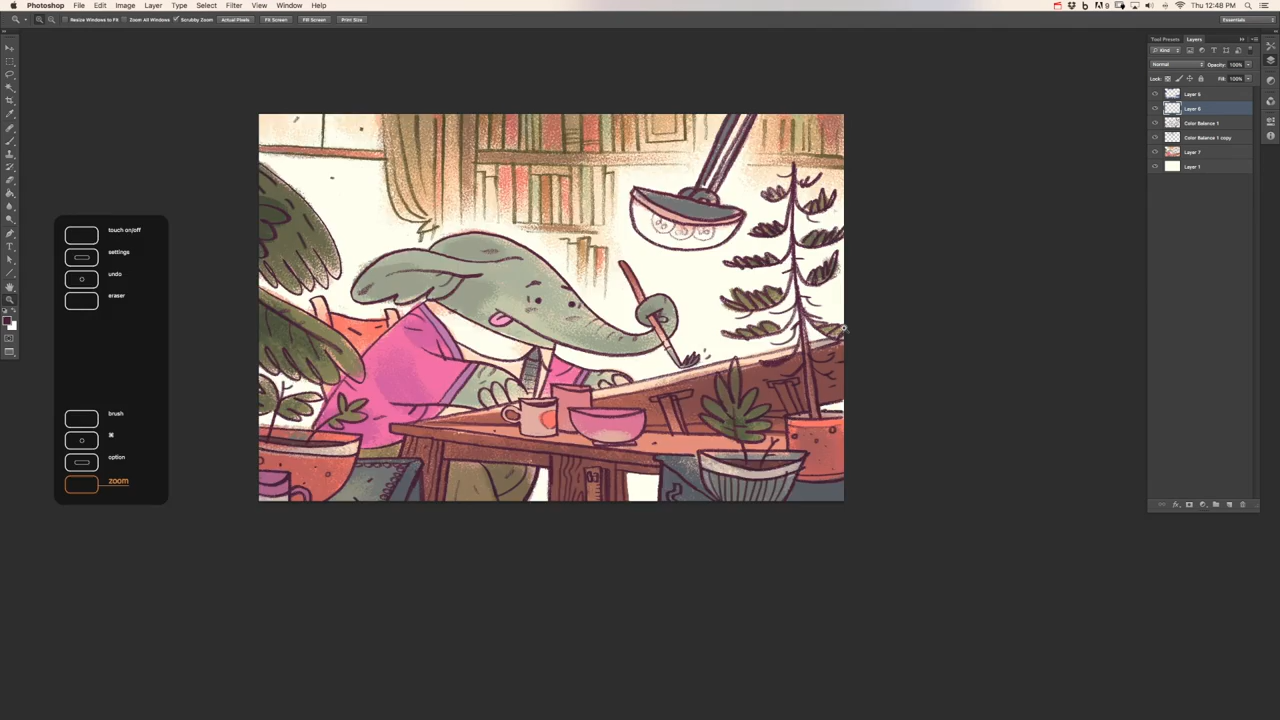 Photoshop File Edit Image Layer Type Select Filter View Window Help
9 Thu 12:48 PM
Resize Windows to Fit Zoom All Windows Scrubby Zoom Actual Pixels Fit Screen Fill Screen Print Size
Essentials
Tool Presets Layers
Kind
Normal Opacity: 100%
Lock: Fill: 100%
Layer 5
Layer 6
Color Balance 1
Color Balance 1 copy
Layer 7
Layer 1
touch on/off
settings
undo
eraser
brush
⌘
option
zoom